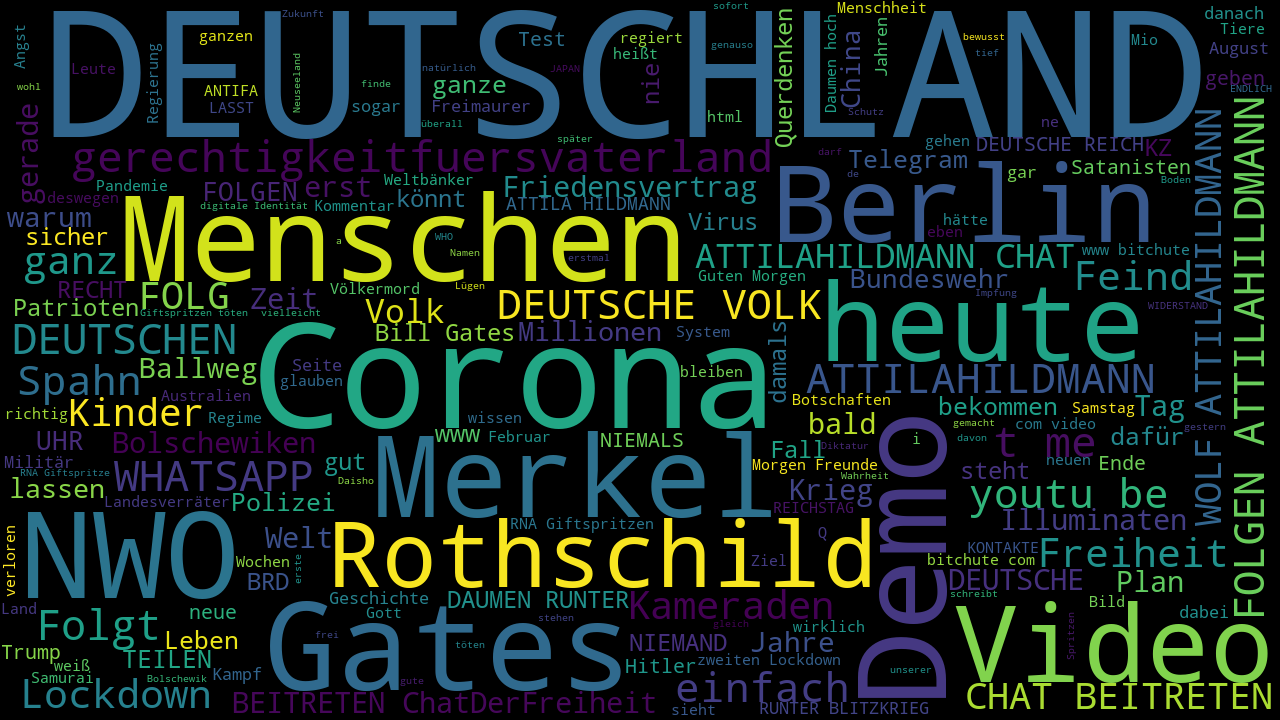 DEUTSCHLAND
Zukunft
sofort
Menschheit
danach
Angst
ganzen
Test
regiert
genauso
Daumen hoch
China
Jahren
bewusst
tief
Mio
Tiere
Regierung
Leute
Neuseeland
natürlich
JAPAN
heißt
nie
August
wohl
ANTIFA
LASST
sogar
finde
ganze
Freimaurer
überall
html
Querdenken
Schutz
geben
ENDLICH
gerade
später
ne
gerechtigkeitfuersvaterland
darf
de
gehen
DEUTSCHE REICH
KZ
Telegram
gar
Satanisten
Boden
deswegen
Pandemie
FOLGEN
erst
Weltbänker
könnt
Friedensvertrag
ATTILA HILDMANN
Berlin
digitale Identität
Kommentar
warum
Menschen
Virus
hätte
eben
sicher
a
WHO
Namen
erstmal
ATTILAHILDMANN CHAT
www bitchute
ganz
Guten Morgen
Bundeswehr
Feind
RECHT
FOLG
Zeit
Völkermord
Lügen
heute
Impfung
Patrioten
Giftspritzen töten
vielleicht
Volk
DEUTSCHE VOLK
WIDERSTAND
DEUTSCHEN
Bill Gates
Millionen
System
damals
WOLF ATTILAHILDMANN
FOLGEN ATTILAHILDMANN
Spahn
Ballweg
Seite
glauben
Corona
bleiben
ATTILAHILDMANN
Australien
Botschaften
bekommen
Samstag
Tag
richtig
Kinder
Regime
wissen
bald
gemacht
com video
gestern
UHR
Bolschewiken
www
Februar
NIEMALS
Fall
Diktatur
i
davon
t me
dafür
Militär
RNA Giftspritze
WHATSAPP
gut
Daisho
Merkel
Morgen Freunde
Wahrheit
steht
neuen
Ende
lassen
Landesverräter
Polizei
Krieg
youtu be
REICHSTAG
Demo
NWO
Welt
RNA Giftspritzen
Q
Illuminaten
verloren
Rothschild
KONTAKTE
Wochen
erste
Ziel
bitchute com
Freiheit
BRD
DEUTSCHE
Plan
Land
neue
Geschichte
DAUMEN RUNTER
Kameraden
schreibt
Bild
dabei
Folgt
Gott
Gates
stehen
gleich
wirklich
Video
Spritzen
Leben
frei
töten
NIEMAND
Jahre
Trump
weiß
TEILEN
Hitler
zweiten Lockdown
unserer
Samurai
Bolschewik
Kampf
gute
einfach
Lockdown
BEITRETEN ChatDerFreiheit
sieht
RUNTER BLITZKRIEG
CHAT BEITRETEN